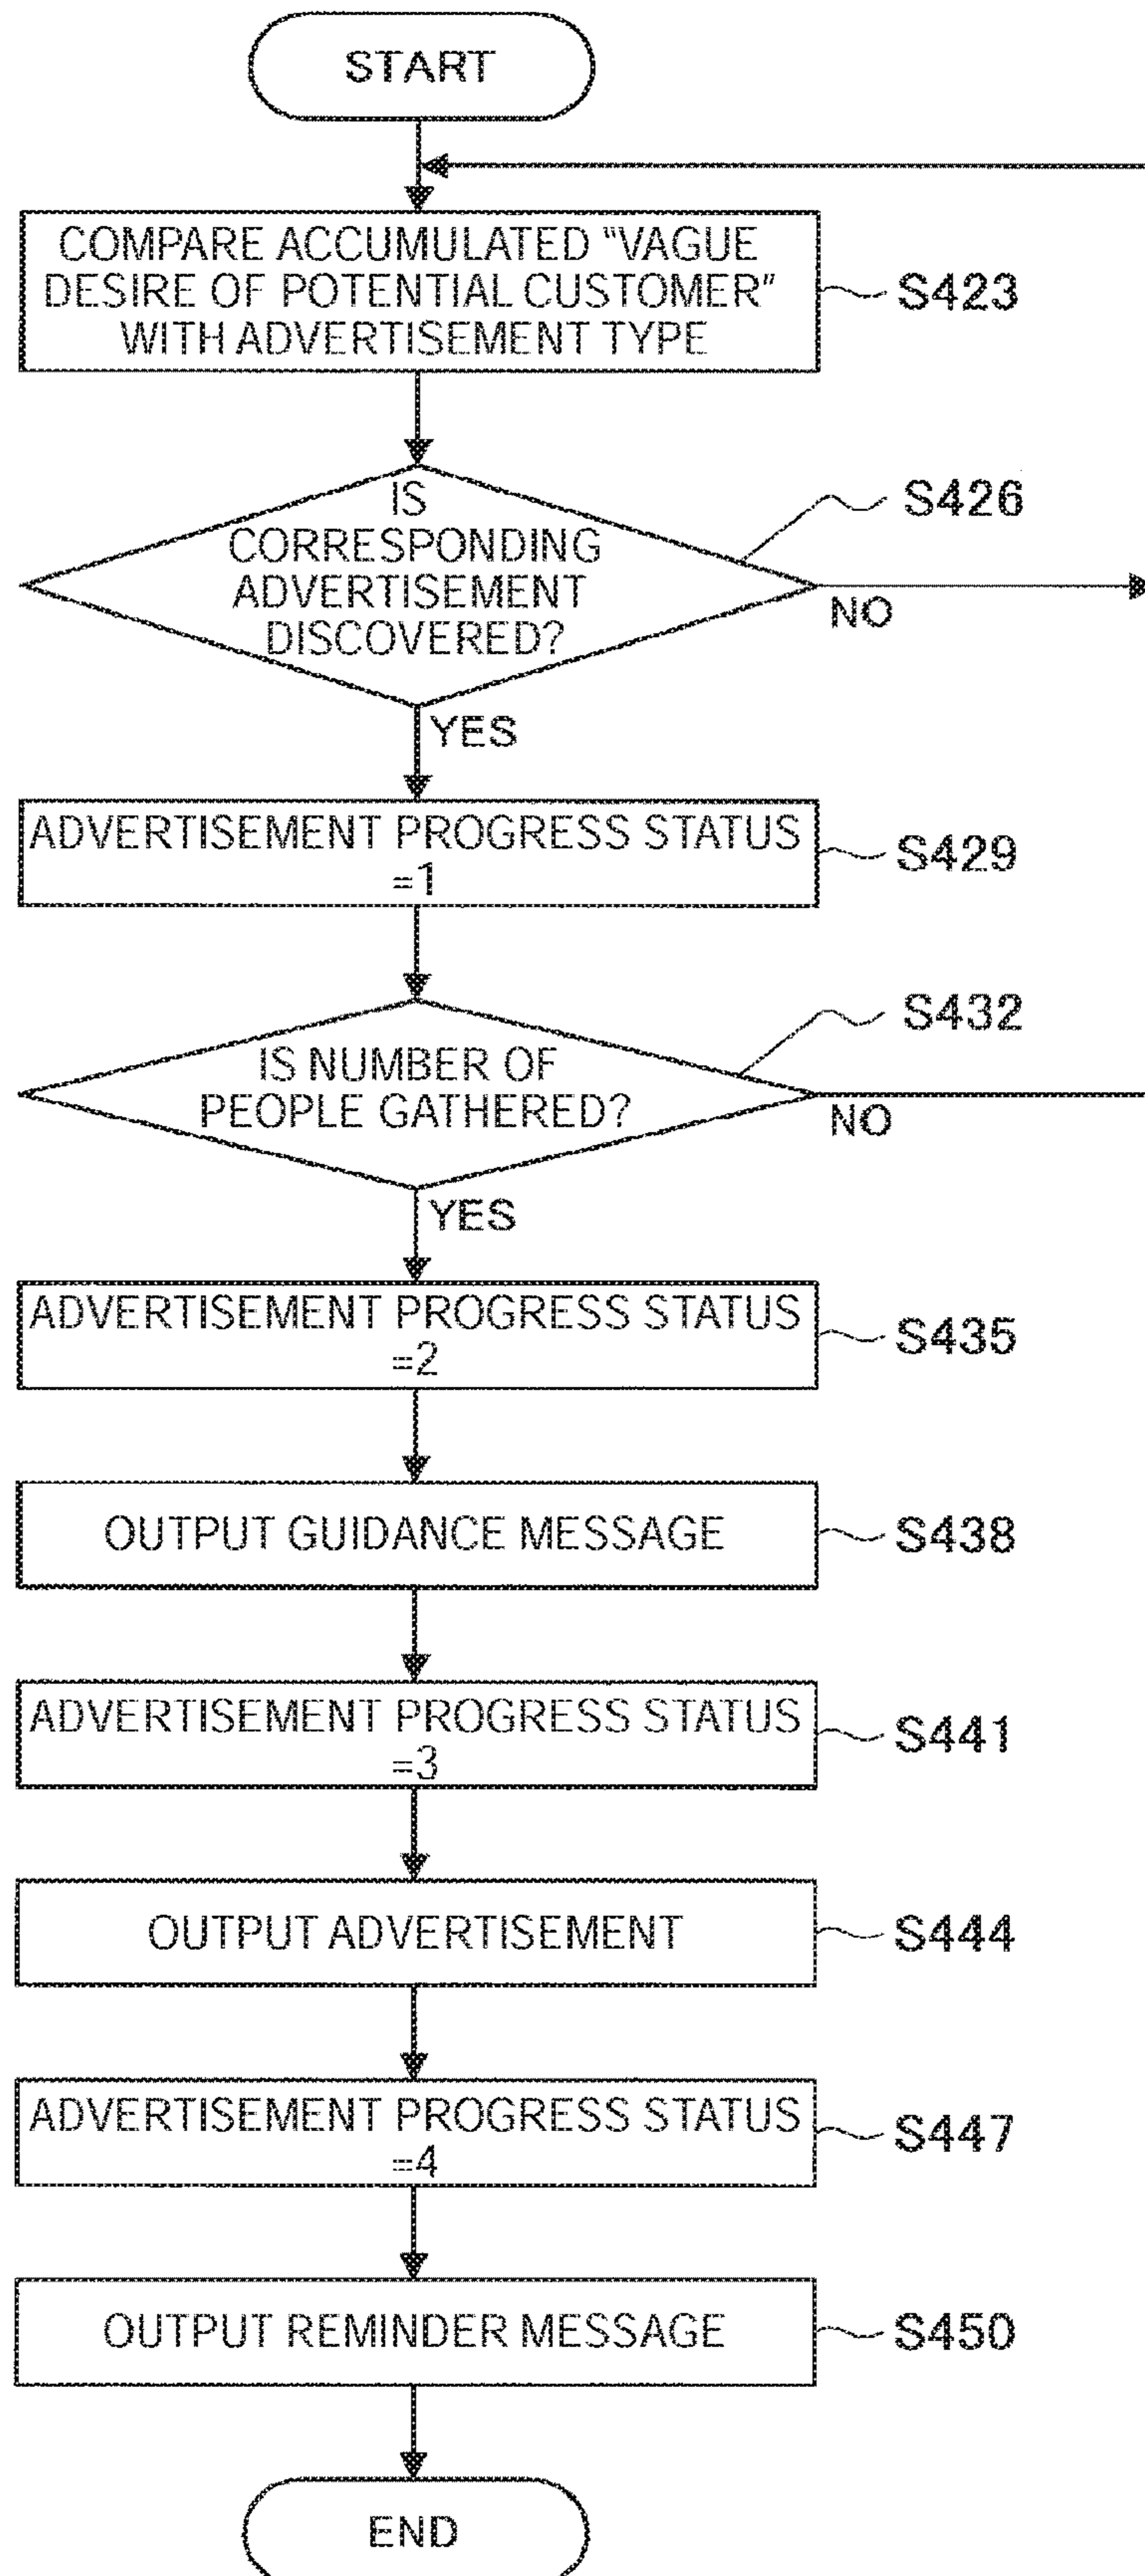 START
COMPARE ACCUMULATED “VAGUE
DESIRE OF POTENTIAL CUSTOMER”
WITH ADVERTISEMENT TYPE
S423
IS
CORRESPONDING
ADVERTISEMENT
DISCOVERED?
S426
NO
YES
ADVERTISEMENT PROGRESS STATUS
=1
S429
IS NUMBER OF
PEOPLE GATHERED?
S432
NO
YES
ADVERTISEMENT PROGRESS STATUS
=2
S435
OUTPUT GUIDANCE MESSAGE
S438
ADVERTISEMENT PROGRESS STATUS
=3
S441
OUTPUT ADVERTISEMENT
S444
ADVERTISEMENT PROGRESS STATUS
=4
S447
OUTPUT REMINDER MESSAGE
S450
END